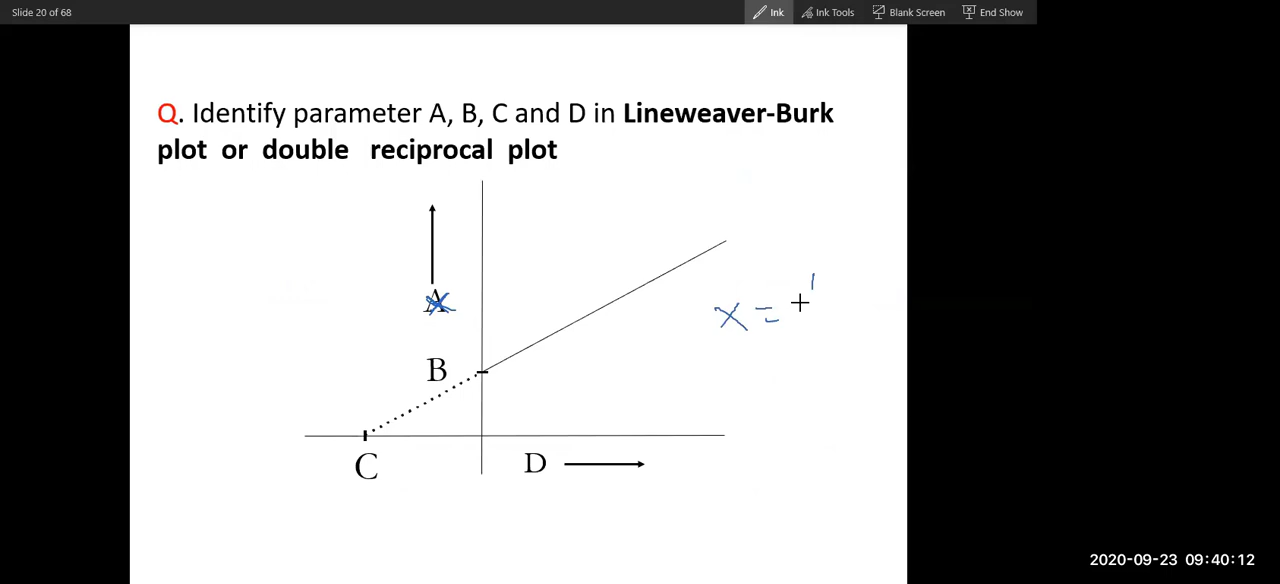 Slide 20 of 68
Ink Ink Tools Blank Screen End Show
Q. Identify parameter A, B, C and D in Lineweaver-Burk
plot or double reciprocal plot
A
x = 1
B
C
D
2020-09-23 09:40:12